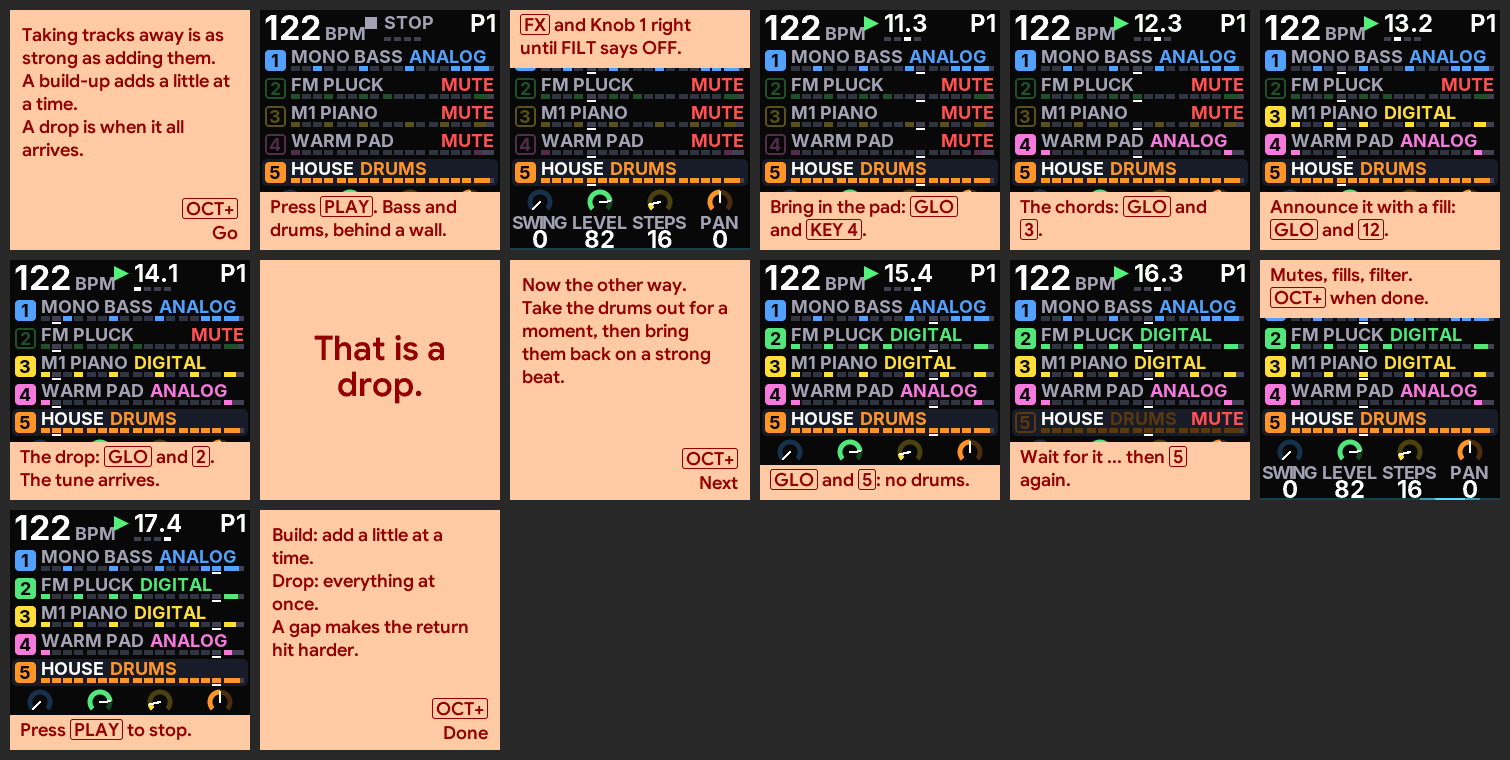 Taking tracks away is as
strong as adding them.
A build-up adds a little at
a time.
A drop is when it all
arrives.
OCT+
Go
122 BPM STOP P1
1 MONO BASS ANALOG
2 FM PLUCK MUTE
3 M1 PIANO MUTE
4 WARM PAD MUTE
5 HOUSE DRUMS
Press PLAY. Bass and
drums, behind a wall.
FX and Knob 1 right
until FILT says OFF.
2 FM PLUCK MUTE
3 M1 PIANO MUTE
4 WARM PAD MUTE
5 HOUSE DRUMS
SWING LEVEL STEPS PAN
0 82 16 0
122 BPM 11.3 P1
1 MONO BASS ANALOG
2 FM PLUCK MUTE
3 M1 PIANO MUTE
4 WARM PAD MUTE
5 HOUSE DRUMS
Bring in the pad: GLO
and KEY 4.
122 BPM 12.3 P1
1 MONO BASS ANALOG
2 FM PLUCK MUTE
3 M1 PIANO MUTE
4 WARM PAD ANALOG
5 HOUSE DRUMS
The chords: GLO and
3.
122 BPM 13.2 P1
1 MONO BASS ANALOG
2 FM PLUCK MUTE
3 M1 PIANO DIGITAL
4 WARM PAD ANALOG
5 HOUSE DRUMS
Announce it with a fill:
GLO and 12.
122 BPM 14.1 P1
1 MONO BASS ANALOG
2 FM PLUCK MUTE
3 M1 PIANO DIGITAL
4 WARM PAD ANALOG
5 HOUSE DRUMS
The drop: GLO and 2.
The tune arrives.
That is a
drop.
Now the other way.
Take the drums out for a
moment, then bring
them back on a strong
beat.
OCT+
Next
122 BPM 15.4 P1
1 MONO BASS ANALOG
2 FM PLUCK DIGITAL
3 M1 PIANO DIGITAL
4 WARM PAD ANALOG
5 HOUSE DRUMS
GLO and 5: no drums.
122 BPM 16.3 P1
1 MONO BASS ANALOG
2 FM PLUCK DIGITAL
3 M1 PIANO DIGITAL
4 WARM PAD ANALOG
5 HOUSE DRUMS MUTE
Wait for it ... then 5
again.
Mutes, fills, filter.
OCT+ when done.
2 FM PLUCK DIGITAL
3 M1 PIANO DIGITAL
4 WARM PAD ANALOG
5 HOUSE DRUMS
SWING LEVEL STEPS PAN
0 82 16 0
122 BPM 17.4 P1
1 MONO BASS ANALOG
2 FM PLUCK DIGITAL
3 M1 PIANO DIGITAL
4 WARM PAD ANALOG
5 HOUSE DRUMS
Press PLAY to stop.
Build: add a little at a
time.
Drop: everything at
once.
A gap makes the return
hit harder.
OCT+
Done